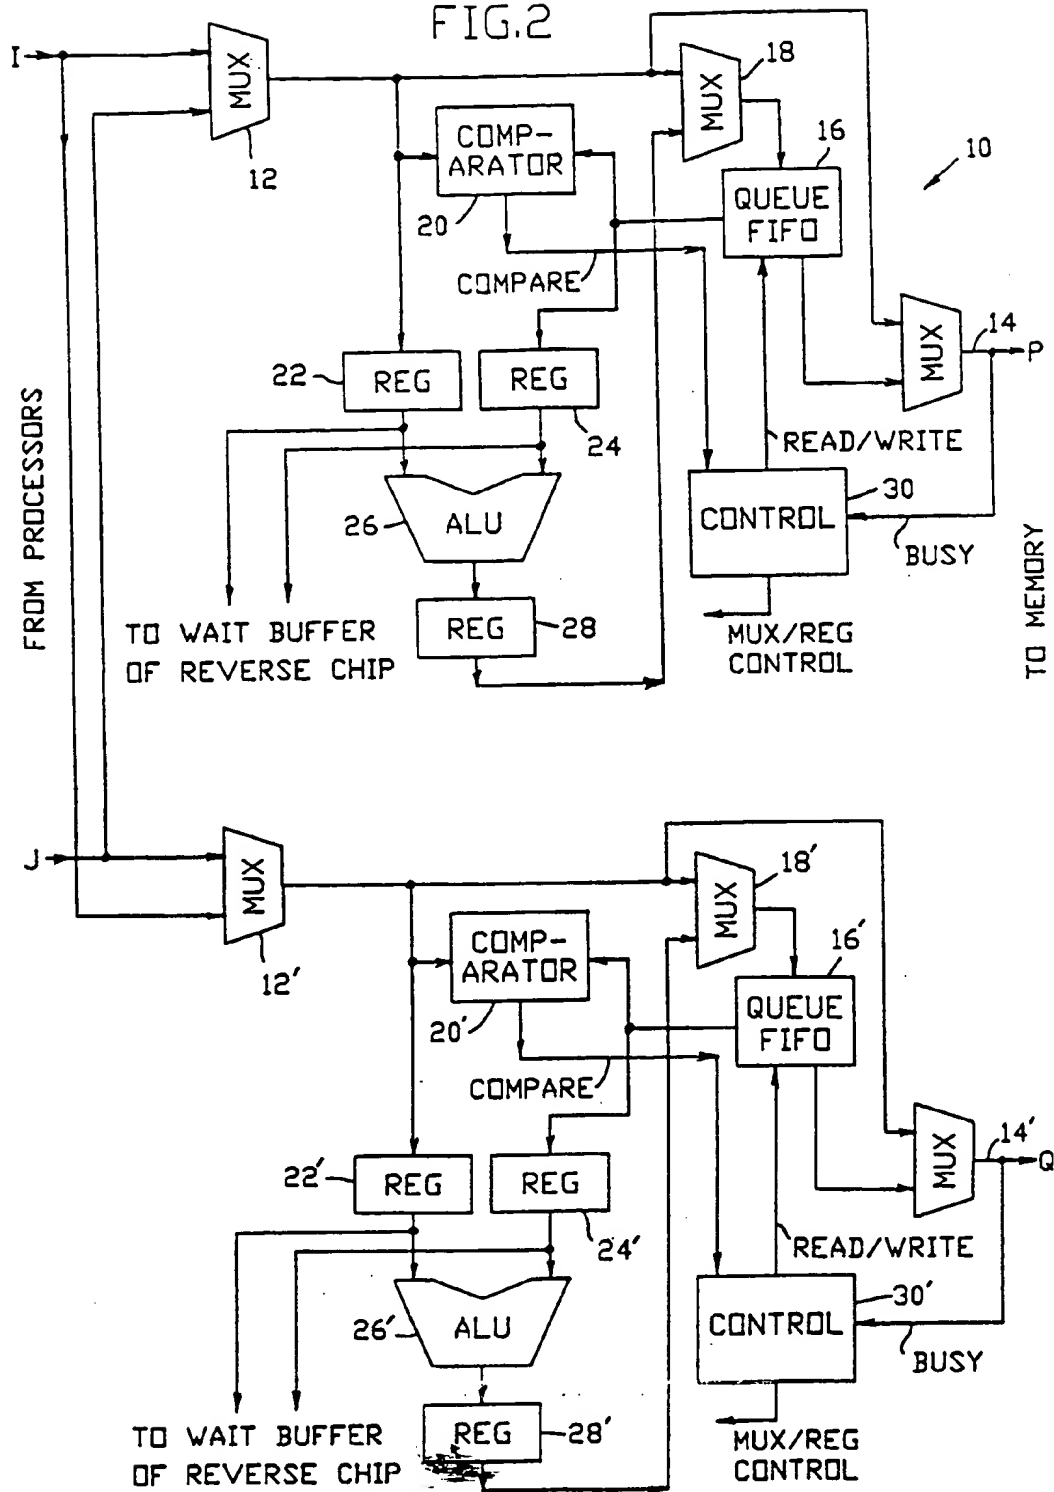 FIG.2
I
MUX
12
MUX
18
COMP-
ARATOR
20
16
QUEUE
FIFO
10
COMPARE
MUX
14
P
22
REG
REG
24
READ/WRITE
FROM PROCESSORS
26
ALU
CONTROL
30
BUSY
TO WAIT BUFFER
OF REVERSE CHIP
REG
28
MUX/REG
CONTROL
TO MEMORY
J
MUX
12'
MUX
18'
COMP-
ARATOR
20'
16'
QUEUE
FIFO
COMPARE
MUX
14'
Q
22'
REG
REG
24'
READ/WRITE
26'
ALU
CONTROL
30'
BUSY
TO WAIT BUFFER
OF REVERSE CHIP
REG
28'
MUX/REG
CONTROL